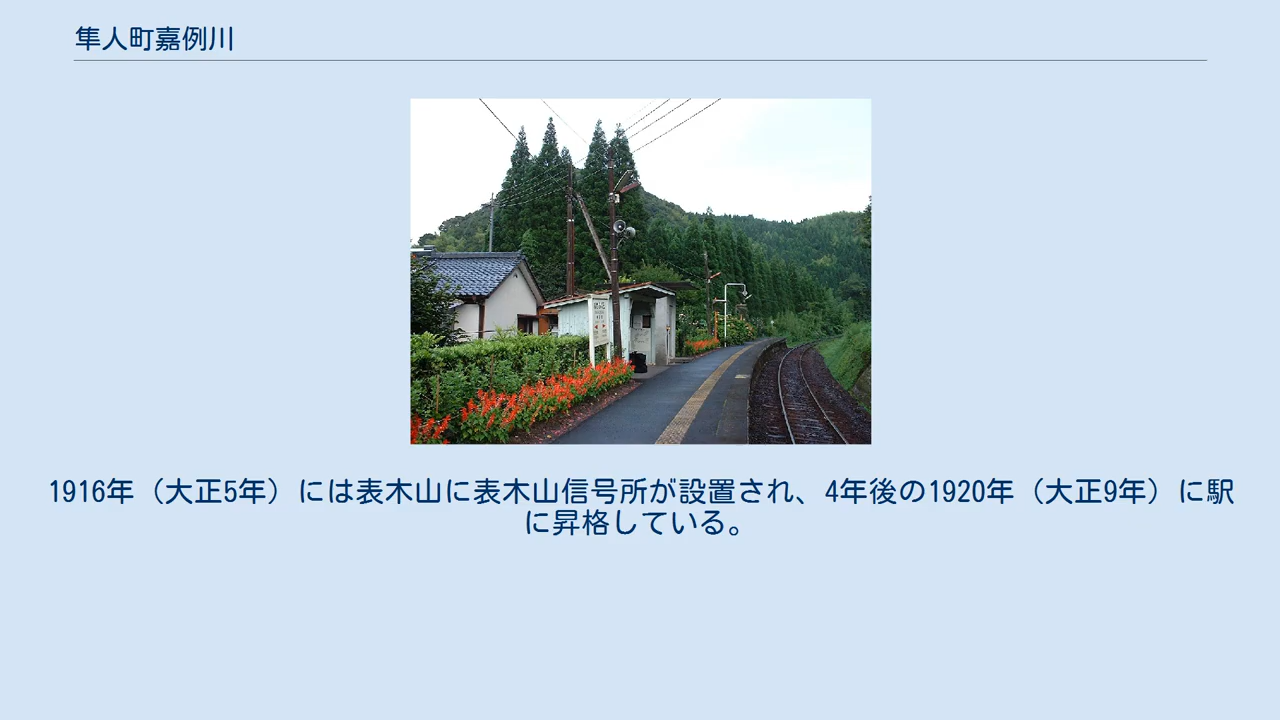 隼人町嘉例川
1916年（大正5年）には表木山に表木山信号所が設置され、4年後の1920年（大正9年）に駅
に昇格している。